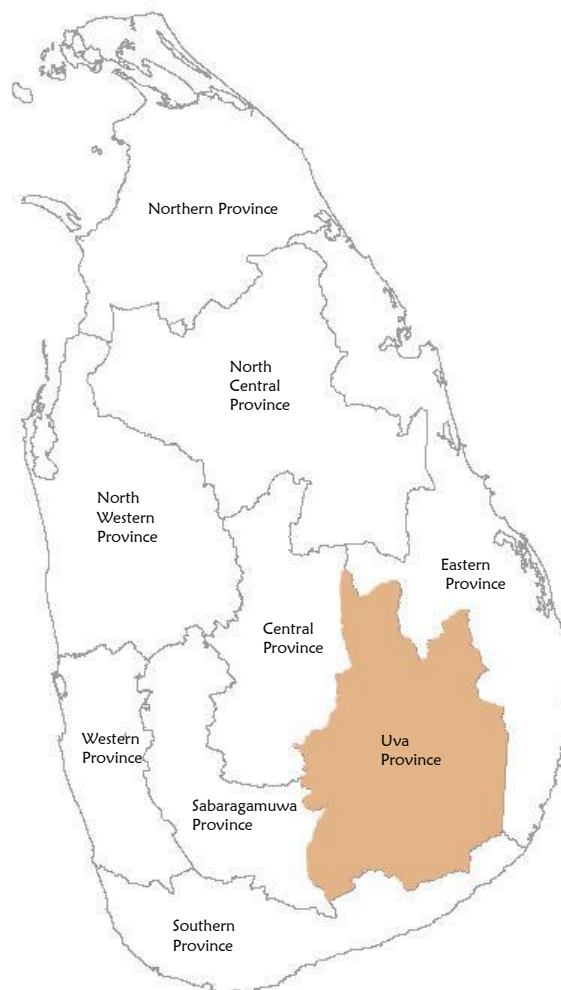 Northern Province
North
Central
Province
North
Western
Province
Eastern
Province
Central
Province
Western
Province
Uva
Province
Sabaragamuwa
Province
Southern
Province